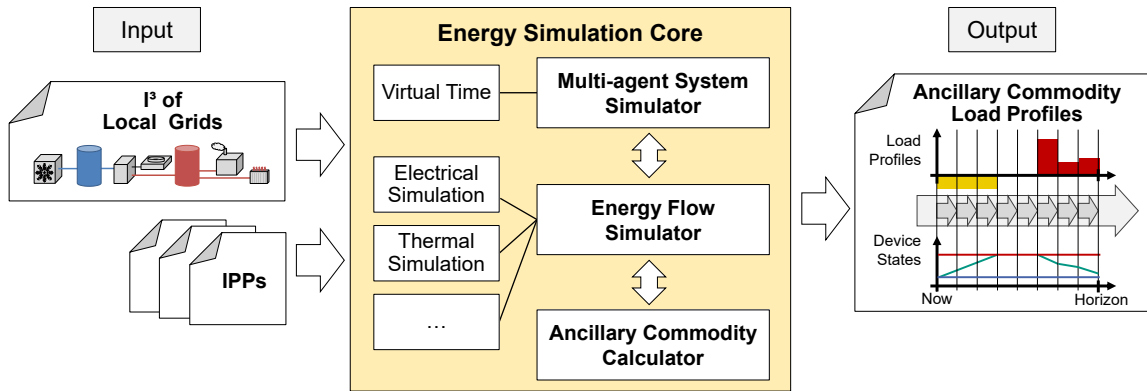 Input
I³ of
Local Grids
IPPs
Energy Simulation Core
Virtual Time
Multi-agent System
Simulator
Electrical
Simulation
Thermal
Simulation
...
Energy Flow
Simulator
Ancillary Commodity
Calculator
Output
Ancillary Commodity
Load Profiles
Load
Profiles
Device
States
Now
Horizon